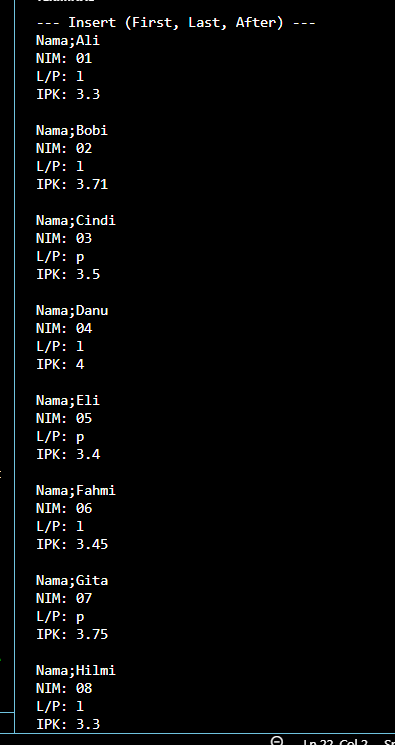 --- Insert (First, Last, After) ---
Nama;Ali
NIM: 01
L/P: l
IPK: 3.3
Nama;Bobi
NIM: 02
L/P: l
IPK: 3.71
Nama;Cindi
NIM: 03
L/P: p
IPK: 3.5
Nama;Danu
NIM: 04
L/P: l
IPK: 4
Nama;Eli
NIM: 05
L/P: p
IPK: 3.4
Nama;Fahmi
NIM: 06
L/P: l
IPK: 3.45
Nama;Gita
NIM: 07
L/P: p
IPK: 3.75
Nama;Hilmi
NIM: 08
L/P: l
IPK: 3.3
Ln 22, Col 2